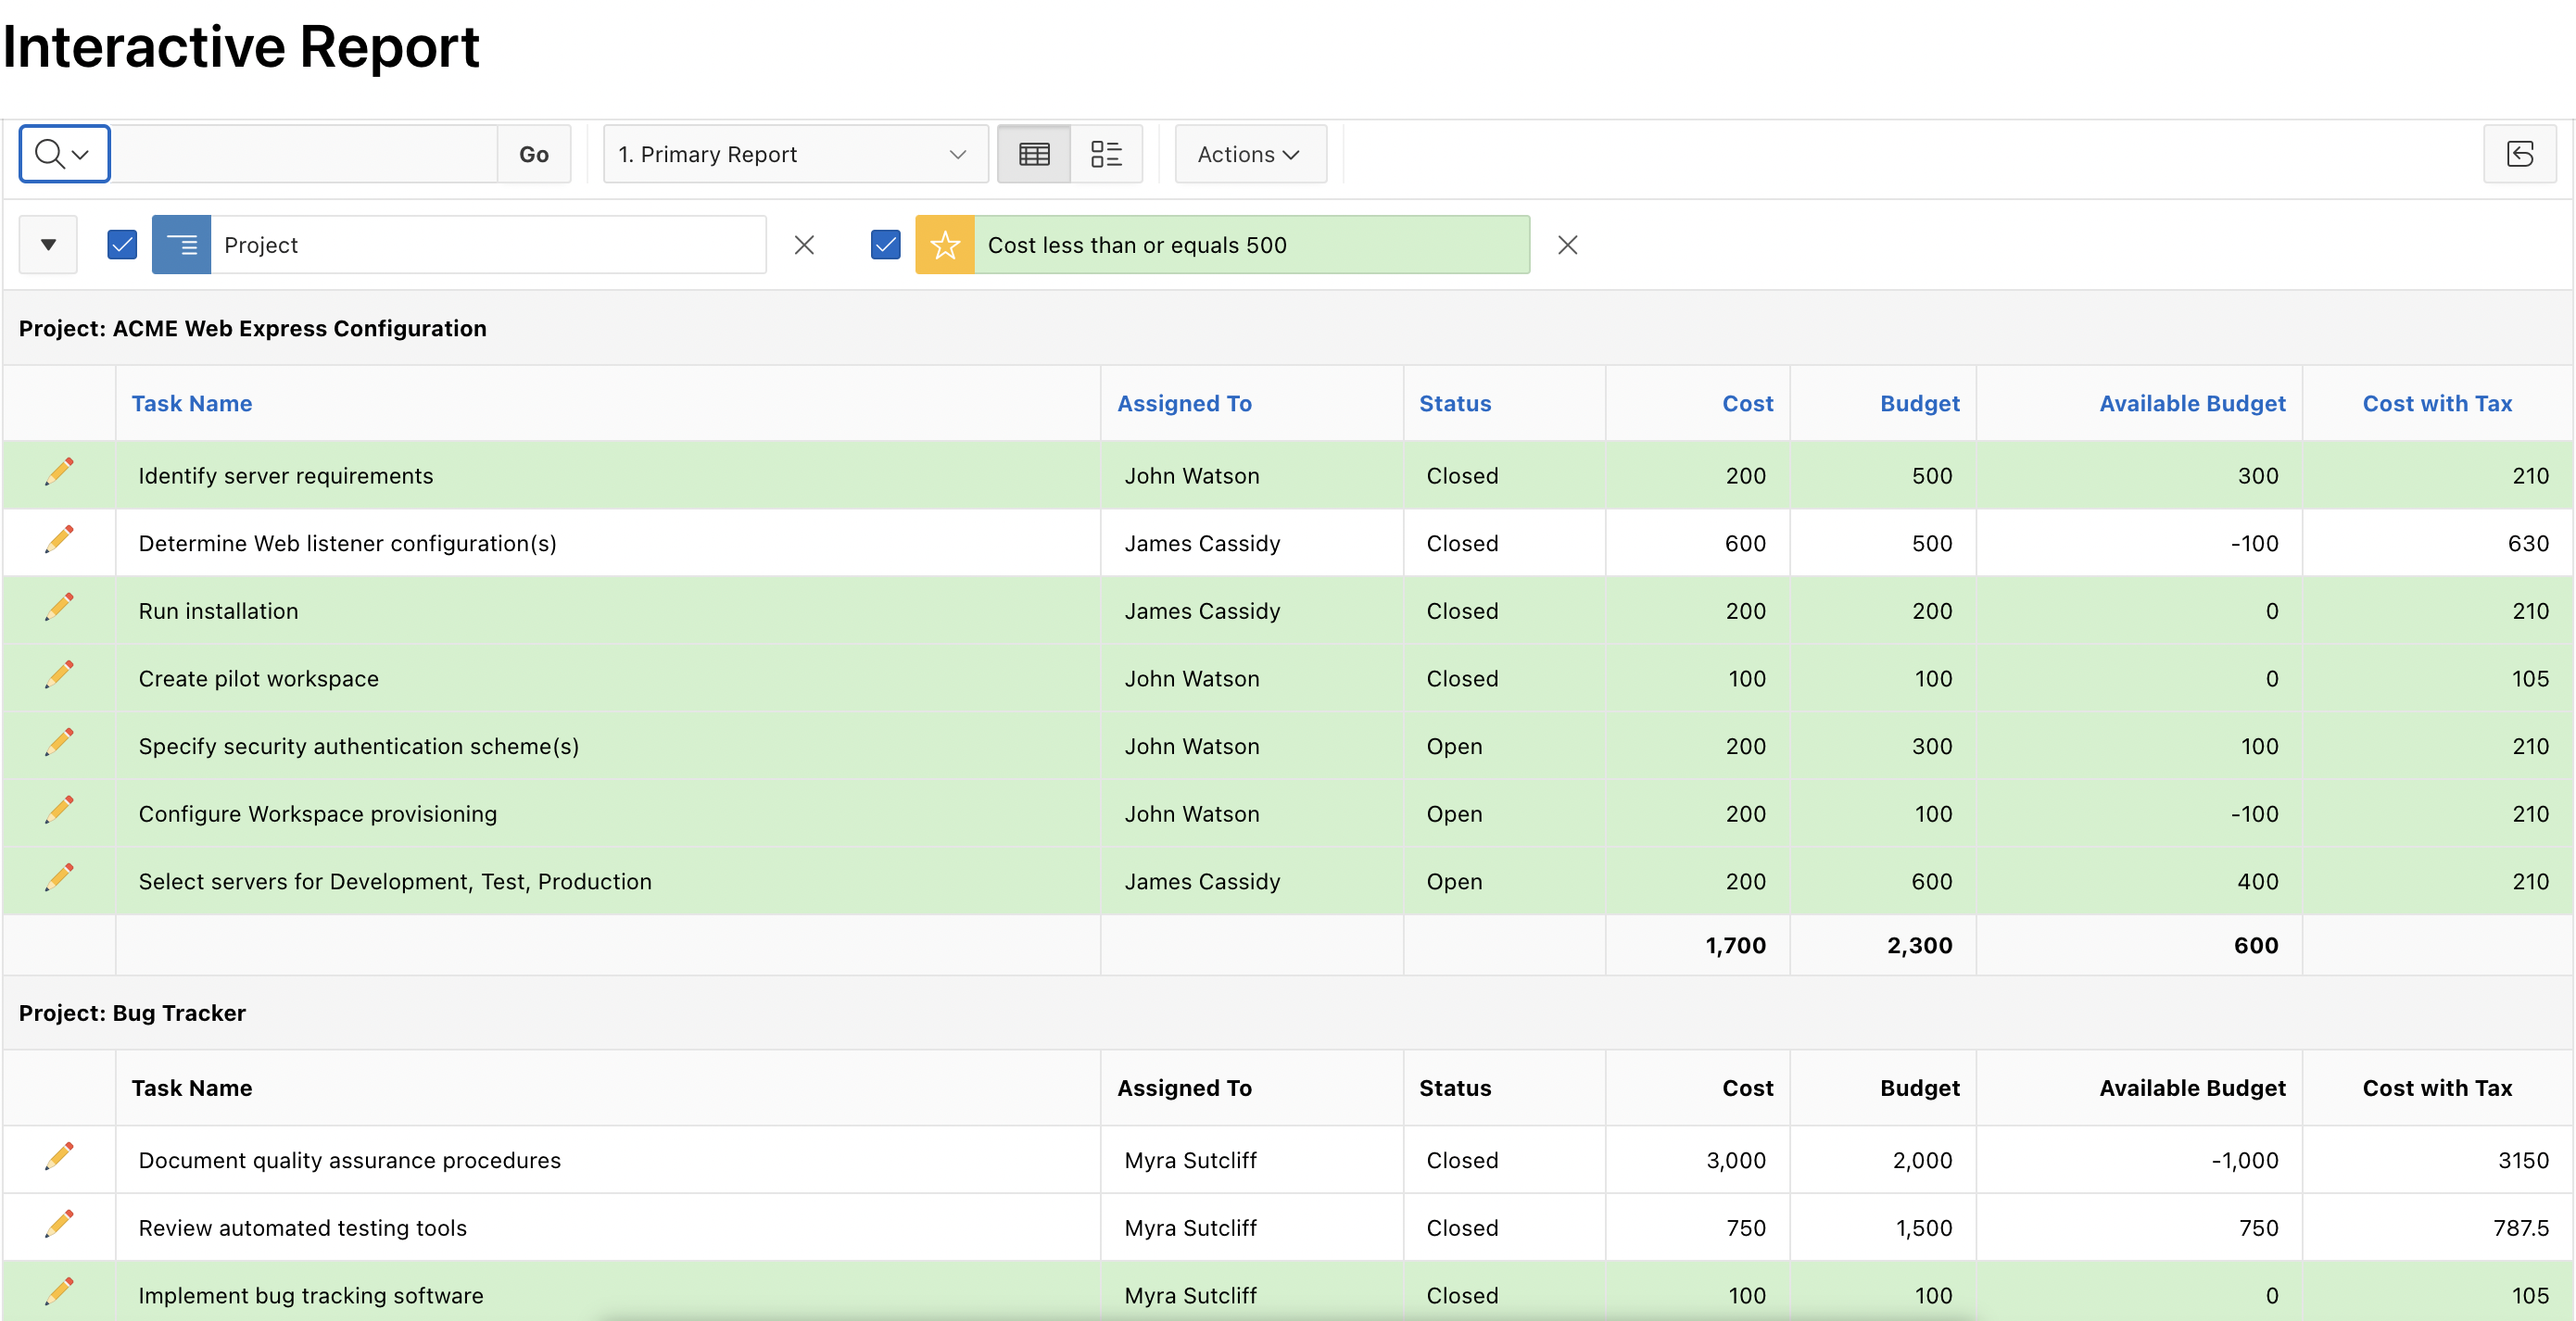 Interactive Report
Go 1. Primary Report Actions
Project Cost less than or equals 500
Project: ACME Web Express Configuration
Task Name Assigned To Status Cost Budget Available Budget Cost with Tax
Identify server requirements John Watson Closed 200 500 300 210
Determine Web listener configuration(s) James Cassidy Closed 600 500 -100 630
Run installation James Cassidy Closed 200 200 0 210
Create pilot workspace John Watson Closed 100 100 0 105
Specify security authentication scheme(s) John Watson Open 200 300 100 210
Configure Workspace provisioning John Watson Open 200 100 -100 210
Select servers for Development, Test, Production James Cassidy Open 200 600 400 210
1,700 2,300 600
Project: Bug Tracker
Task Name Assigned To Status Cost Budget Available Budget Cost with Tax
Document quality assurance procedures Myra Sutcliff Closed 3,000 2,000 -1,000 3150
Review automated testing tools Myra Sutcliff Closed 750 1,500 750 787.5
Implement bug tracking software Myra Sutcliff Closed 100 100 0 105